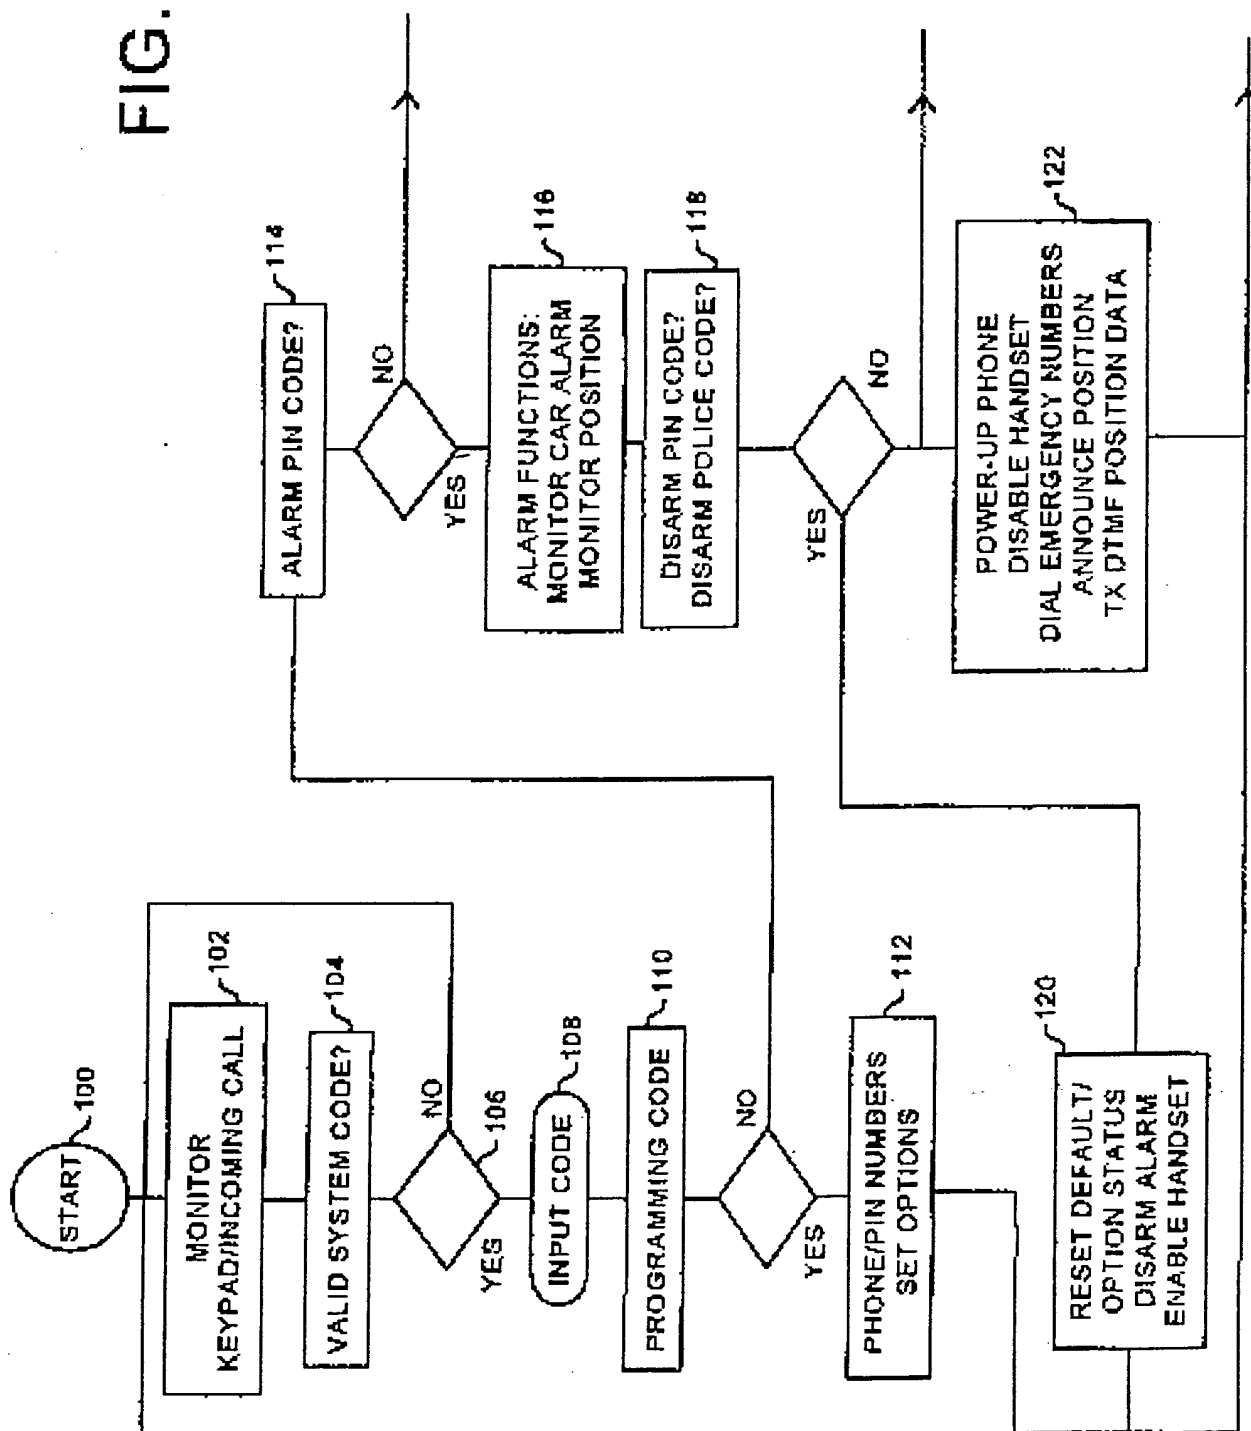 FIG.
START
100
MONITOR
KEYPAD/INCOMING CALL
102
VALID SYSTEM CODE?
104
NO
106
YES
INPUT CODE
108
PROGRAMMING CODE
110
NO
YES
PHONE/PIN NUMBERS
SET OPTIONS
112
RESET DEFAULT/
OPTION STATUS
DISARM ALARM
ENABLE HANDSET
120
ALARM PIN CODE?
114
NO
YES
ALARM FUNCTIONS:
MONITOR CAR ALARM
MONITOR POSITION
116
DISARM PIN CODE?
DISARM POLICE CODE?
118
YES
NO
POWER-UP PHONE
DISABLE HANDSET
DIAL EMERGENCY NUMBERS
ANNOUNCE POSITION
TX DTMF POSITION DATA
122